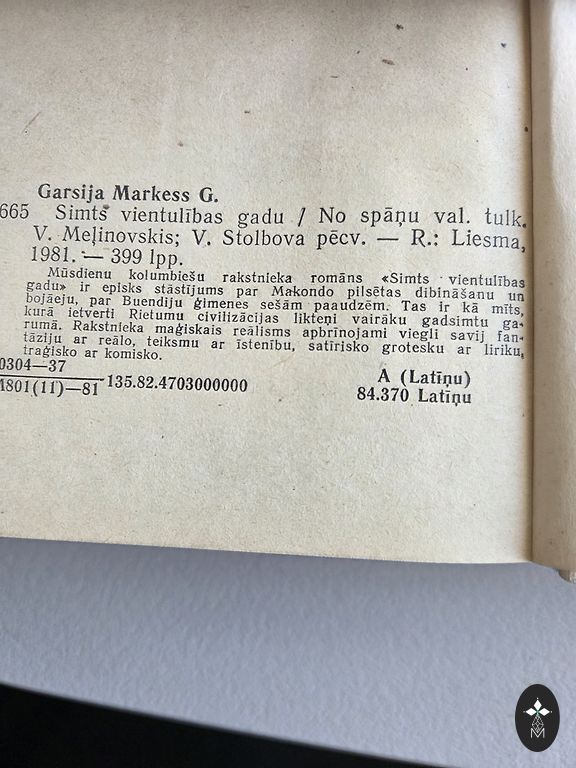 Garsija Markess G.
665 Simts vientulības gadu / No spāņu val. tulk.
V. Meļinovskis; V. Stolbova pēcv. — R.: Liesma,
1981. — 399 lpp.
Mūsdienu kolumbiešu rakstnieka romāns «Simts vientulības
gadu» ir episks stāstījums par Makondo pilsētas dibināšanu un
bojāeju, par Buendiju ģimenes sešām paaudzēm. Tas ir kā mīts,
kurā ietverti Rietumu civilizācijas likteņi vairāku gadsimtu ga-
rumā. Rakstnieka maģiskais reālisms apbrīnojami viegli savij fan-
tāziju ar reālo, teiksmu ar īstenību, satīrisko grotesku ar liriku,
traģisko ar komisko.
0304—37
M801(11)—81 135.82.4703000000
A (Latīņu)
84.370 Latīņu
M